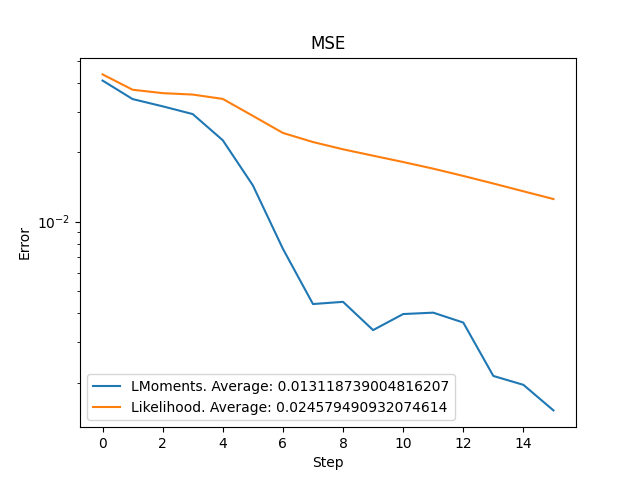 MSE
Error
10⁻²
LMoments. Average: 0.013118739004816207
Likelihood. Average: 0.024579490932074614
0 2 4 6 8 10 12 14
Step